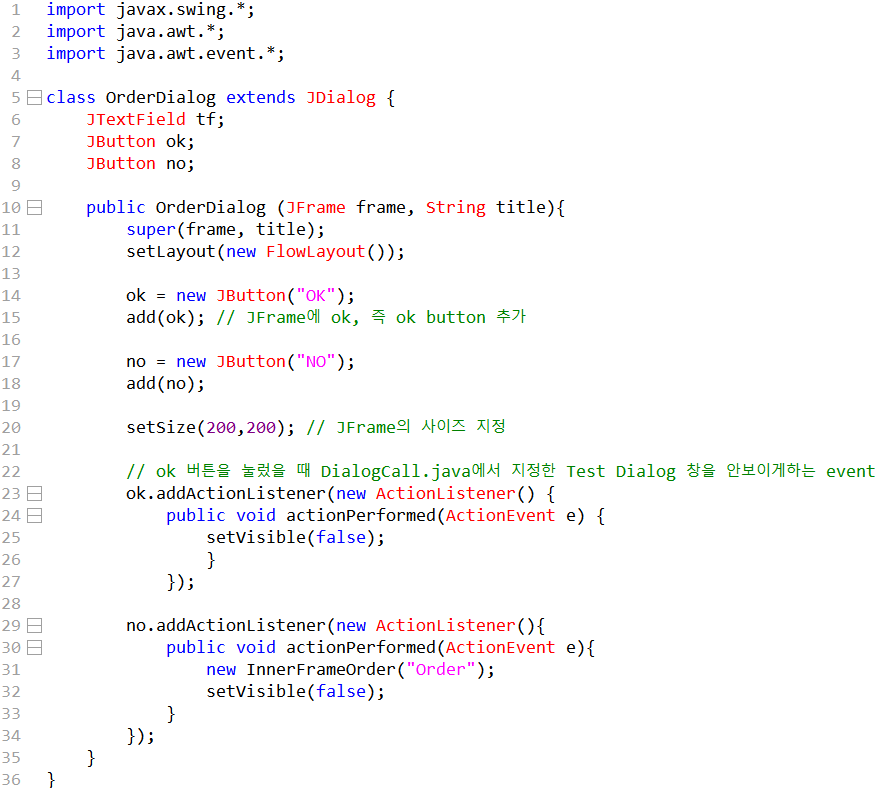 1 import javax.swing.*;
2 import java.awt.*;
3 import java.awt.event.*;
4
5 class OrderDialog extends JDialog {
6     JTextField tf;
7     JButton ok;
8     JButton no;
9
10     public OrderDialog (JFrame frame, String title){
11         super(frame, title);
12         setLayout(new FlowLayout());
13
14         ok = new JButton("OK");
15         add(ok); // JFrame에 ok, 즉 ok button 추가
16
17         no = new JButton("NO");
18         add(no);
19
20         setSize(200,200); // JFrame의 사이즈 지정
21
22         // ok 버튼을 눌렀을 때 DialogCall.java에서 지정한 Test Dialog 창을 안보이게하는 event
23         ok.addActionListener(new ActionListener() {
24             public void actionPerformed(ActionEvent e) {
25                 setVisible(false);
26                 }
27             });
28
29         no.addActionListener(new ActionListener(){
30             public void actionPerformed(ActionEvent e){
31                 new InnerFrameOrder("Order");
32                 setVisible(false);
33             }
34         });
35     }
36 }